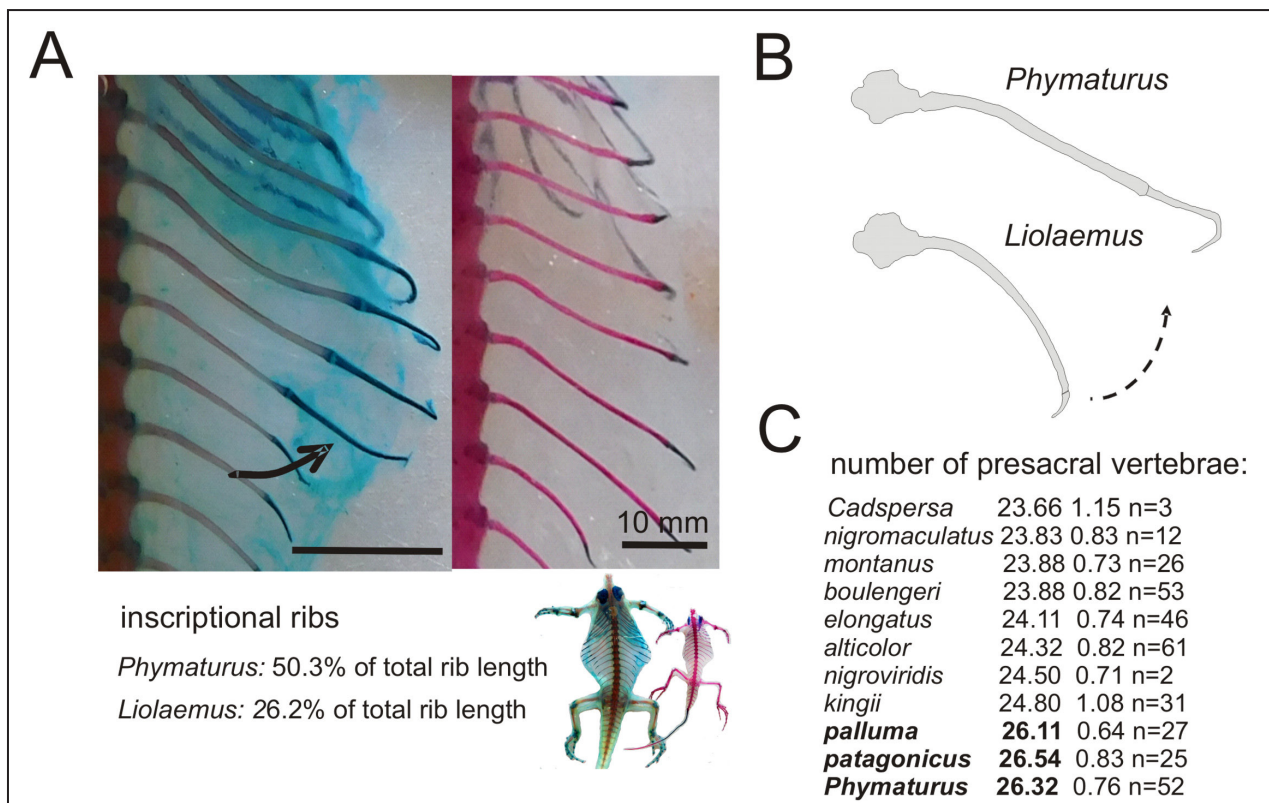 A
10 mm
inscriptional ribs
Phymaturus: 50.3% of total rib length
Liolaemus: 26.2% of total rib length
B
Phymaturus
Liolaemus
C
number of presacral vertebrae:
Cadspersa 23.66 1.15 n=3
nigromaculatus 23.83 0.83 n=12
montanus 23.88 0.73 n=26
boulengeri 23.88 0.82 n=53
elongatus 24.11 0.74 n=46
alticolor 24.32 0.82 n=61
nigroviridis 24.50 0.71 n=2
kingii 24.80 1.08 n=31
palluma 26.11 0.64 n=27
patagonicus 26.54 0.83 n=25
Phymaturus 26.32 0.76 n=52